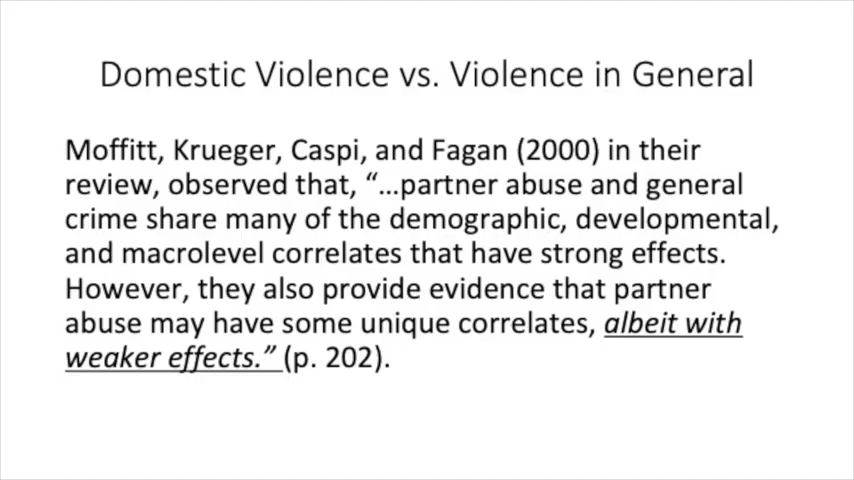 Domestic Violence vs. Violence in General
Moffitt, Krueger, Caspi, and Fagan (2000) in their
review, observed that, “…partner abuse and general
crime share many of the demographic, developmental,
and macrolevel correlates that have strong effects.
However, they also provide evidence that partner
abuse may have some unique correlates, albeit with
weaker effects.” (p. 202).